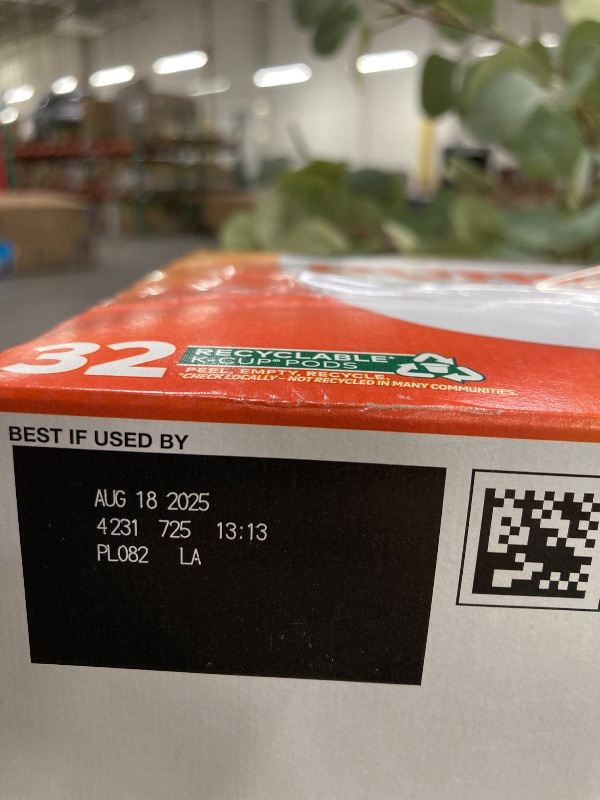 32 RECYCLABLE*
K-CUP® PODS
PEEL. EMPTY. RECYCLE.
*CHECK LOCALLY – NOT RECYCLED IN MANY COMMUNITIES.
BEST IF USED BY
AUG 18 2025
4231 725 13:13
PL082 LA